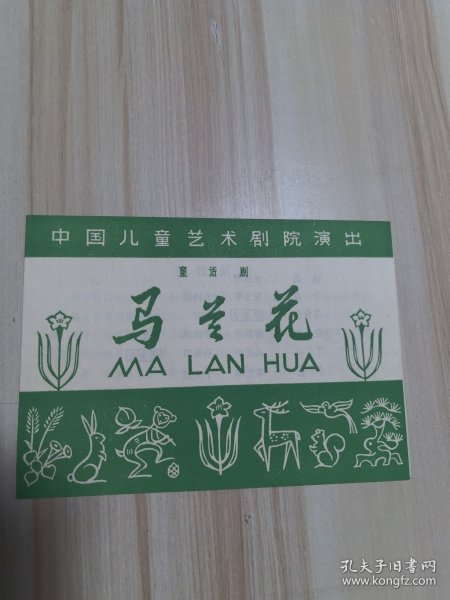 中国儿童艺术剧院演出
童话剧
马兰花
MA LAN HUA
孔夫子旧书网
www.kongfz.com